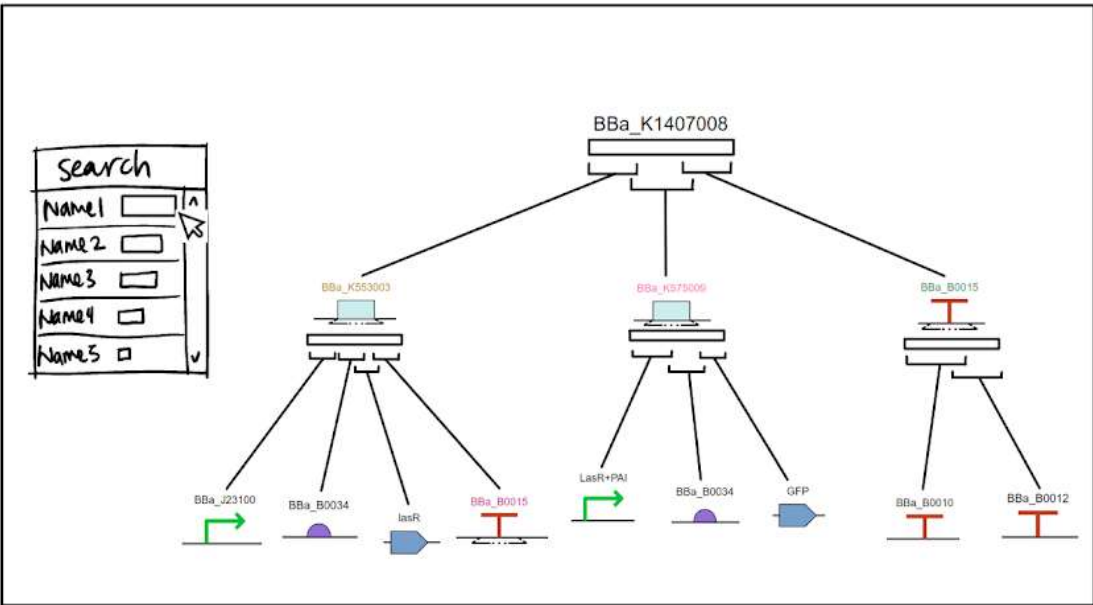 BBa_K1407008
search
Name1
^
Name2
Name3
Name4
Name5
v
BBa_K553003
BBa_K575009
BBa_B0015
BBa_J23100
BBa_B0034
lasR
BBa_B0015
LasR+PAI
BBa_B0034
GFP
BBa_B0010
BBa_B0012